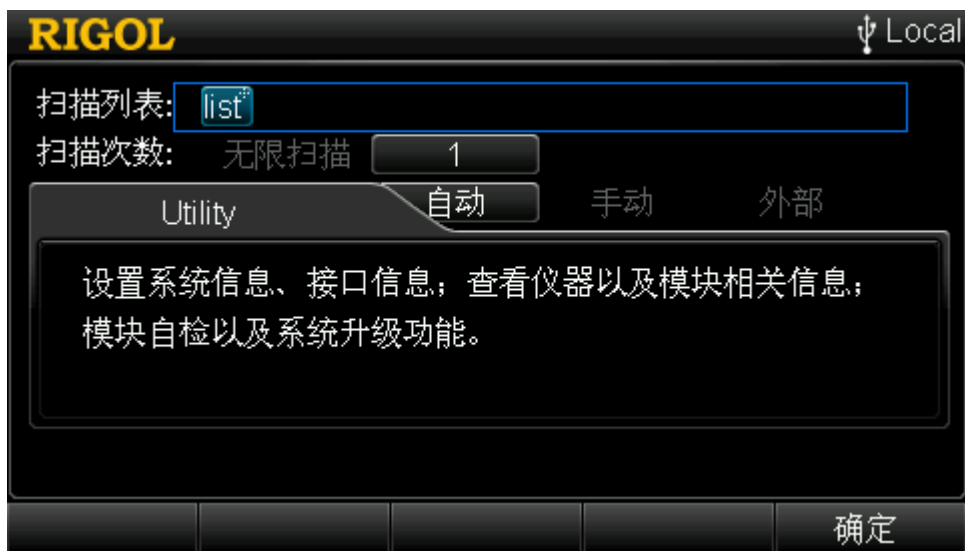 RIGOL Local
扫描列表: list
扫描次数: 无限扫描 1
Utility 自动 手动 外部
设置系统信息、接口信息；查看仪器以及模块相关信息；
模块自检以及系统升级功能。
确定